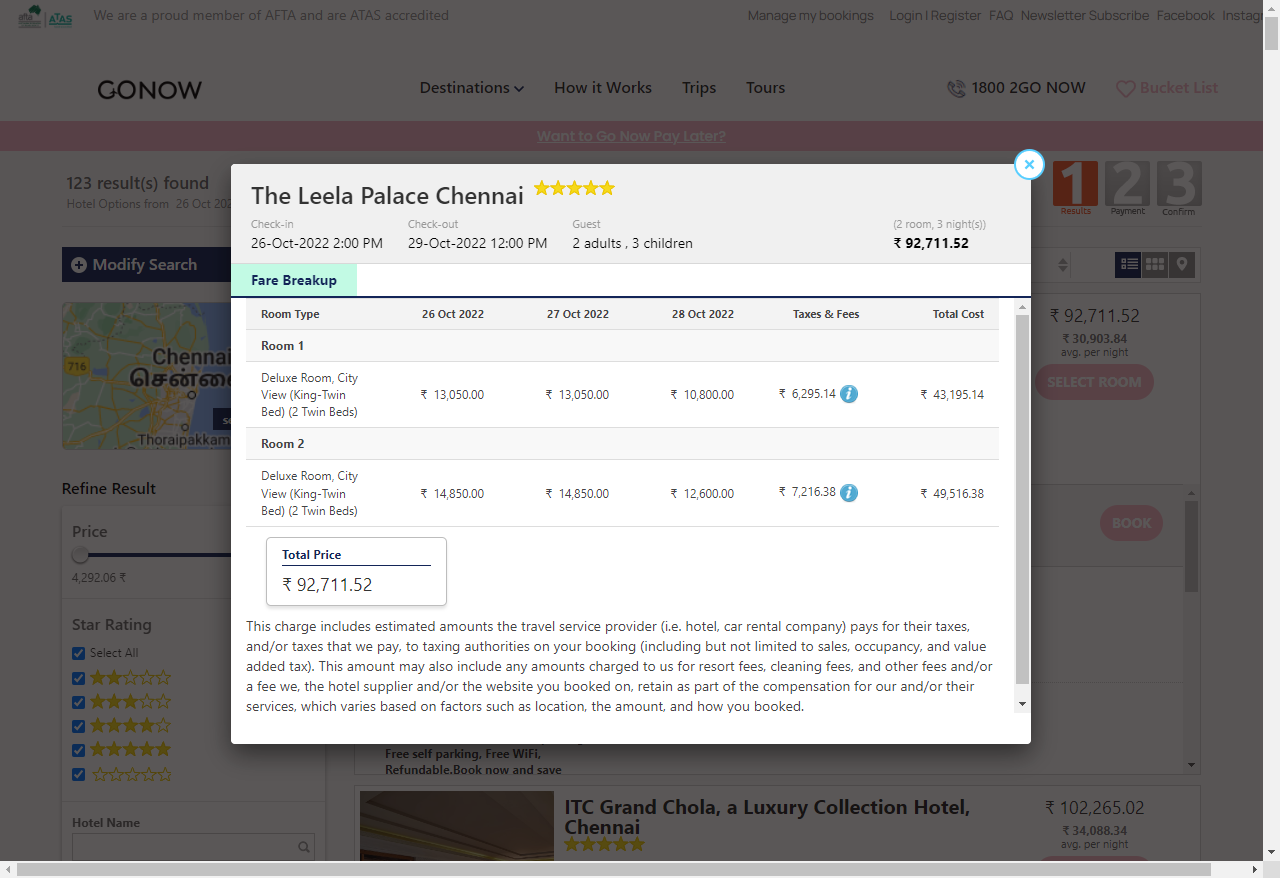 We are a proud member of AFTA and are ATAS accredited
Manage my bookings Login | Register FAQ Newsletter Subscribe Facebook
GONOW
Destinations How it Works Trips Tours 1800 2GO NOW Bucket List
Want to Go Now Pay Later?
123 result(s) found
Hotel Options from 26 Oct
1 2 3
Results Payment Confirm
Modify Search
The Leela Palace Chennai
Check-in Check-out Guest (2 room, 3 night(s))
26-Oct-2022 2:00 PM 29-Oct-2022 12:00 PM 2 adults , 3 children ₹ 92,711.52
Fare Breakup
Room Type 26 Oct 2022 27 Oct 2022 28 Oct 2022 Taxes & Fees Total Cost
Room 1
Deluxe Room, City
View (King-Twin
Bed) (2 Twin Beds)
₹ 13,050.00 ₹ 13,050.00 ₹ 10,800.00 ₹ 6,295.14 i ₹ 43,195.14
Room 2
Deluxe Room, City
View (King-Twin
Bed) (2 Twin Beds)
₹ 14,850.00 ₹ 14,850.00 ₹ 12,600.00 ₹ 7,216.38 i ₹ 49,516.38
Total Price
₹ 92,711.52
This charge includes estimated amounts the travel service provider (i.e. hotel, car rental company) pays for their taxes,
and/or taxes that we pay, to taxing authorities on your booking (including but not limited to sales, occupancy, and value
added tax). This amount may also include any amounts charged to us for resort fees, cleaning fees, and other fees and/or
a fee we, the hotel supplier and/or the website you booked on, retain as part of the compensation for our and/or their
services, which varies based on factors such as location, the amount, and how you booked.
716
Chennai
Thoraipakkam
₹ 92,711.52
₹ 30,903.84
avg. per night
SELECT ROOM
BOOK
Refine Result
Price
4,292.06 ₹
Star Rating
Select All
Hotel Name
Free self parking, Free WiFi,
Refundable,Book now and save
ITC Grand Chola, a Luxury Collection Hotel,
Chennai
₹ 102,265.02
₹ 34,088.34
avg. per night